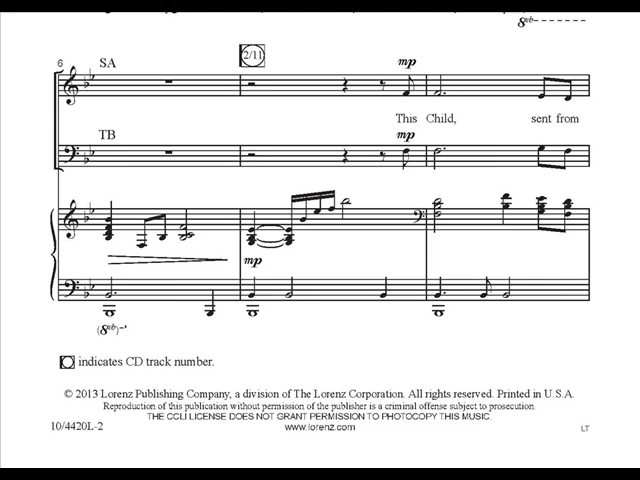 8vb
6
SA
2/11
mp
This Child, sent from
TB
mp
mp
(8vb)
indicates CD track number.
© 2013 Lorenz Publishing Company, a division of The Lorenz Corporation. All rights reserved. Printed in U.S.A.
Reproduction of this publication without permission of the publisher is a criminal offense subject to prosecution.
THE CCLI LICENSE DOES NOT GRANT PERMISSION TO PHOTOCOPY THIS MUSIC.
10/4420L-2
www.lorenz.com
LT